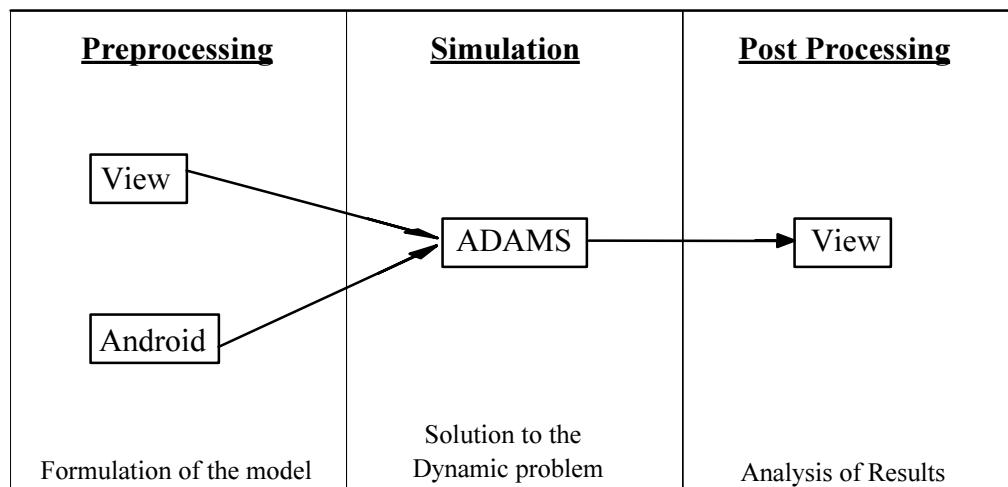 Preprocessing
Simulation
Post Processing
View
Android
ADAMS
View
Formulation of the model
Solution to the
Dynamic problem
Analysis of Results